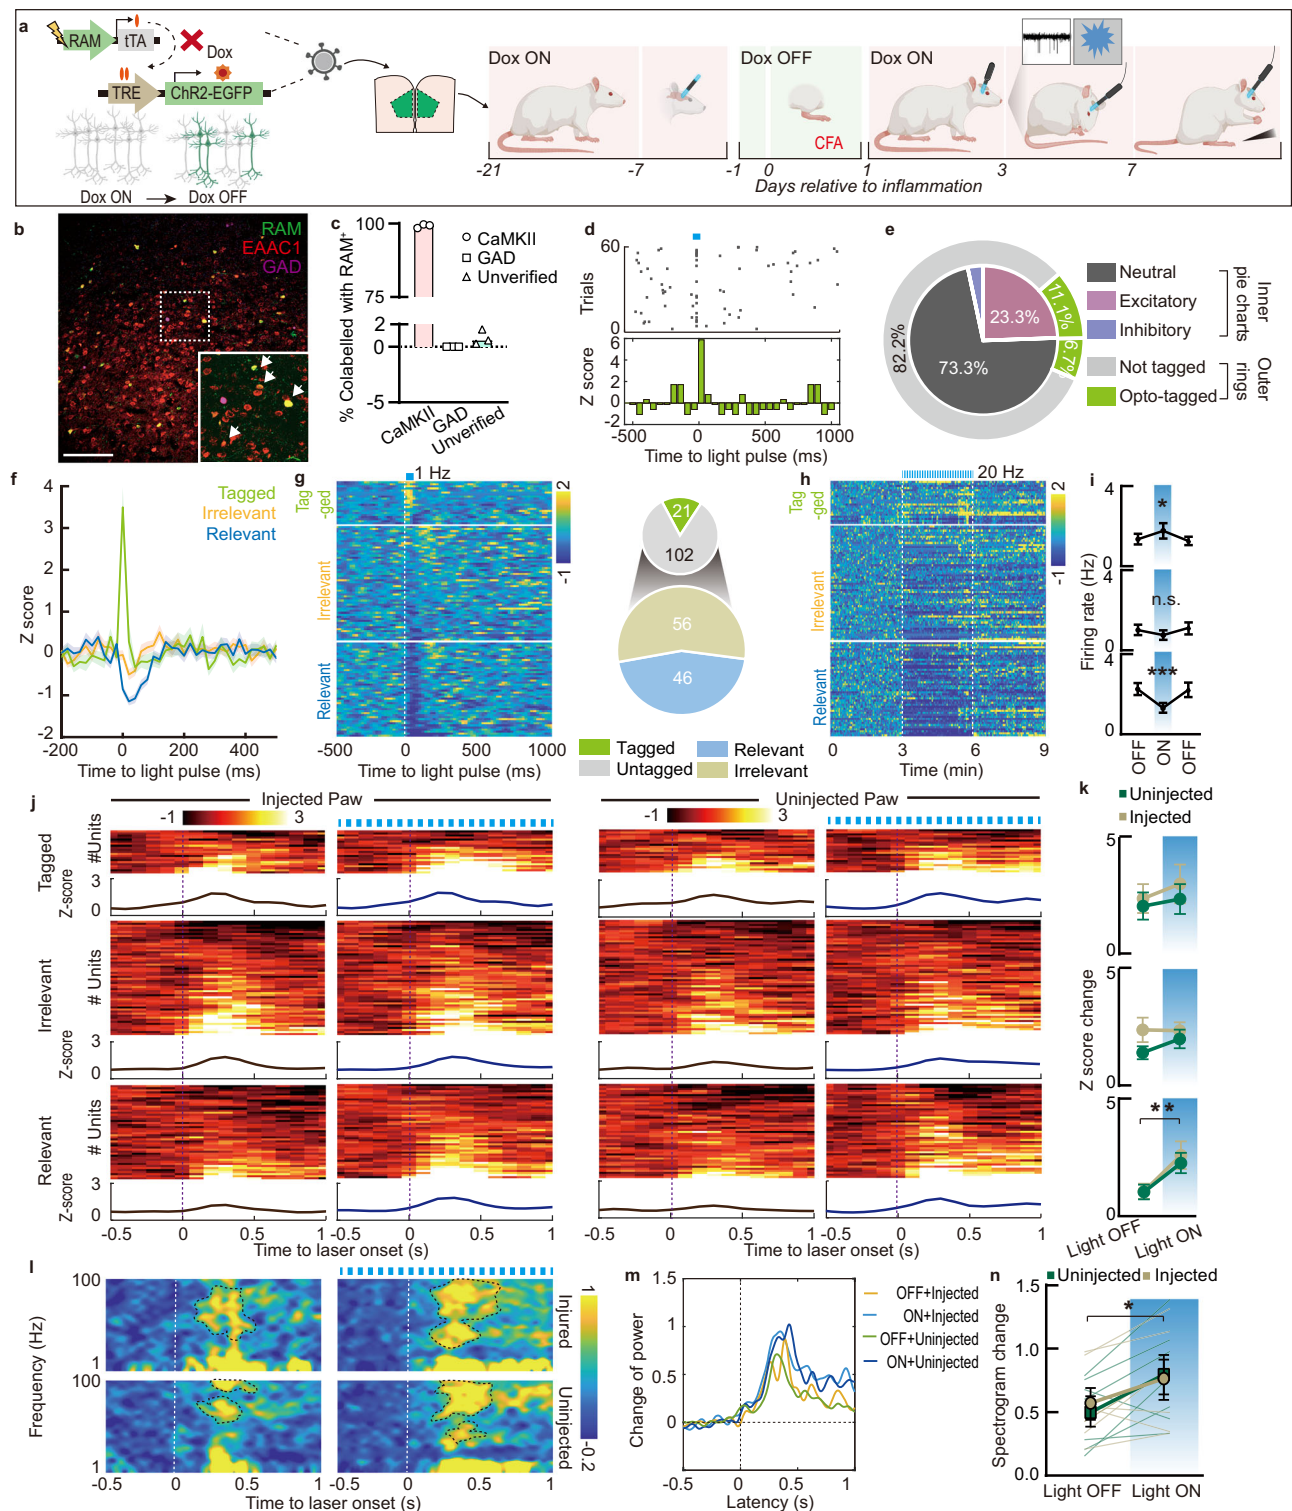 a
RAM
tTA
Dox
TRE
ChR2-EGFP
Dox ON
Dox OFF
Dox ON
Dox OFF
Dox ON
CFA
-21
-7
-1
0
1
3
7
Days relative to inflammation
b
RAM
EAAC1
GAD
c
% Colabelled with RAM+
100
75
2
0
-5
CaMKII
GAD
Unverified
CaMKII
GAD
Unverified
d
Trials
60
0
Z score
6
4
2
0
-2
-500
0
500
1000
Time to light pulse (ms)
e
11.1%
6.7%
82.2%
23.3%
73.3%
Neutral
Excitatory
Inhibitory
Not tagged
Opto-tagged
Inner pie charts
Outer rings
f
Z score
4
3
2
1
0
-1
-2
Tagged
Irrelevant
Relevant
-200
0
200
400
Time to light pulse (ms)
g
1 Hz
Tag-ged
Irrelevant
Relevant
2
-1
-500
0
500
1000
Time to light pulse (ms)
21
102
56
46
Tagged
Untagged
Relevant
Irrelevant
h
20 Hz
Tag-ged
Irrelevant
Relevant
2
-1
0
3
6
9
Time (min)
i
Firing rate (Hz)
4
*
0
4
n.s.
0
4
***
0
OFF
ON
OFF
j
Injected Paw
Uninjected Paw
-1
3
-1
3
Tagged
#Units
Z-score
3
0
Irrelevant
# Units
Z-score
3
0
Relevant
# Units
Z-score
3
0
-0.5
0
0.5
1
-0.5
0
0.5
1
-0.5
0
0.5
1
-0.5
0
0.5
1
Time to laser onset (s)
Time to laser onset (s)
k
Uninjected
Injected
Z score change
5
0
5
0
5
**
0
Light OFF
Light ON
l
Frequency (Hz)
100
1
100
1
Injured
Uninjected
1
-0.2
-0.5
0
0.5
1
-0.5
0
0.5
1
Time to laser onset (s)
m
Change of power
1.5
1
0.5
0
OFF+Injected
ON+Injected
OFF+Uninjected
ON+Uninjected
-0.5
0
0.5
1
Latency (s)
n
Uninjected
Injected
Spectrogram change
1.5
1.0
0.5
0.0
*
Light OFF
Light ON